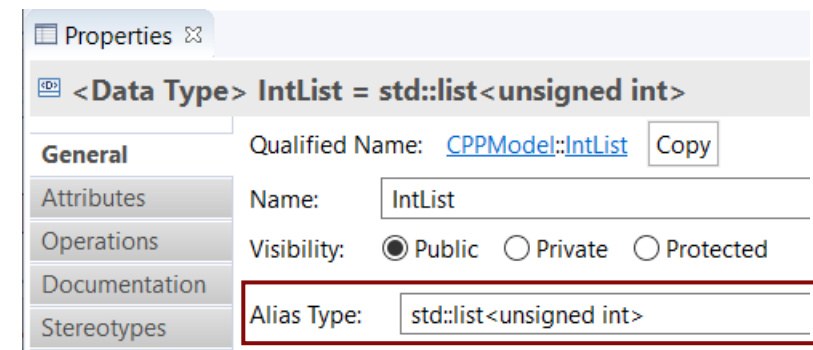 Properties
<D> <Data Type> IntList = std::list<unsigned int>
General
Attributes
Operations
Documentation
Stereotypes
Qualified Name: CPPModel::IntList Copy
Name: IntList
Visibility: Public Private Protected
Alias Type: std::list<unsigned int>